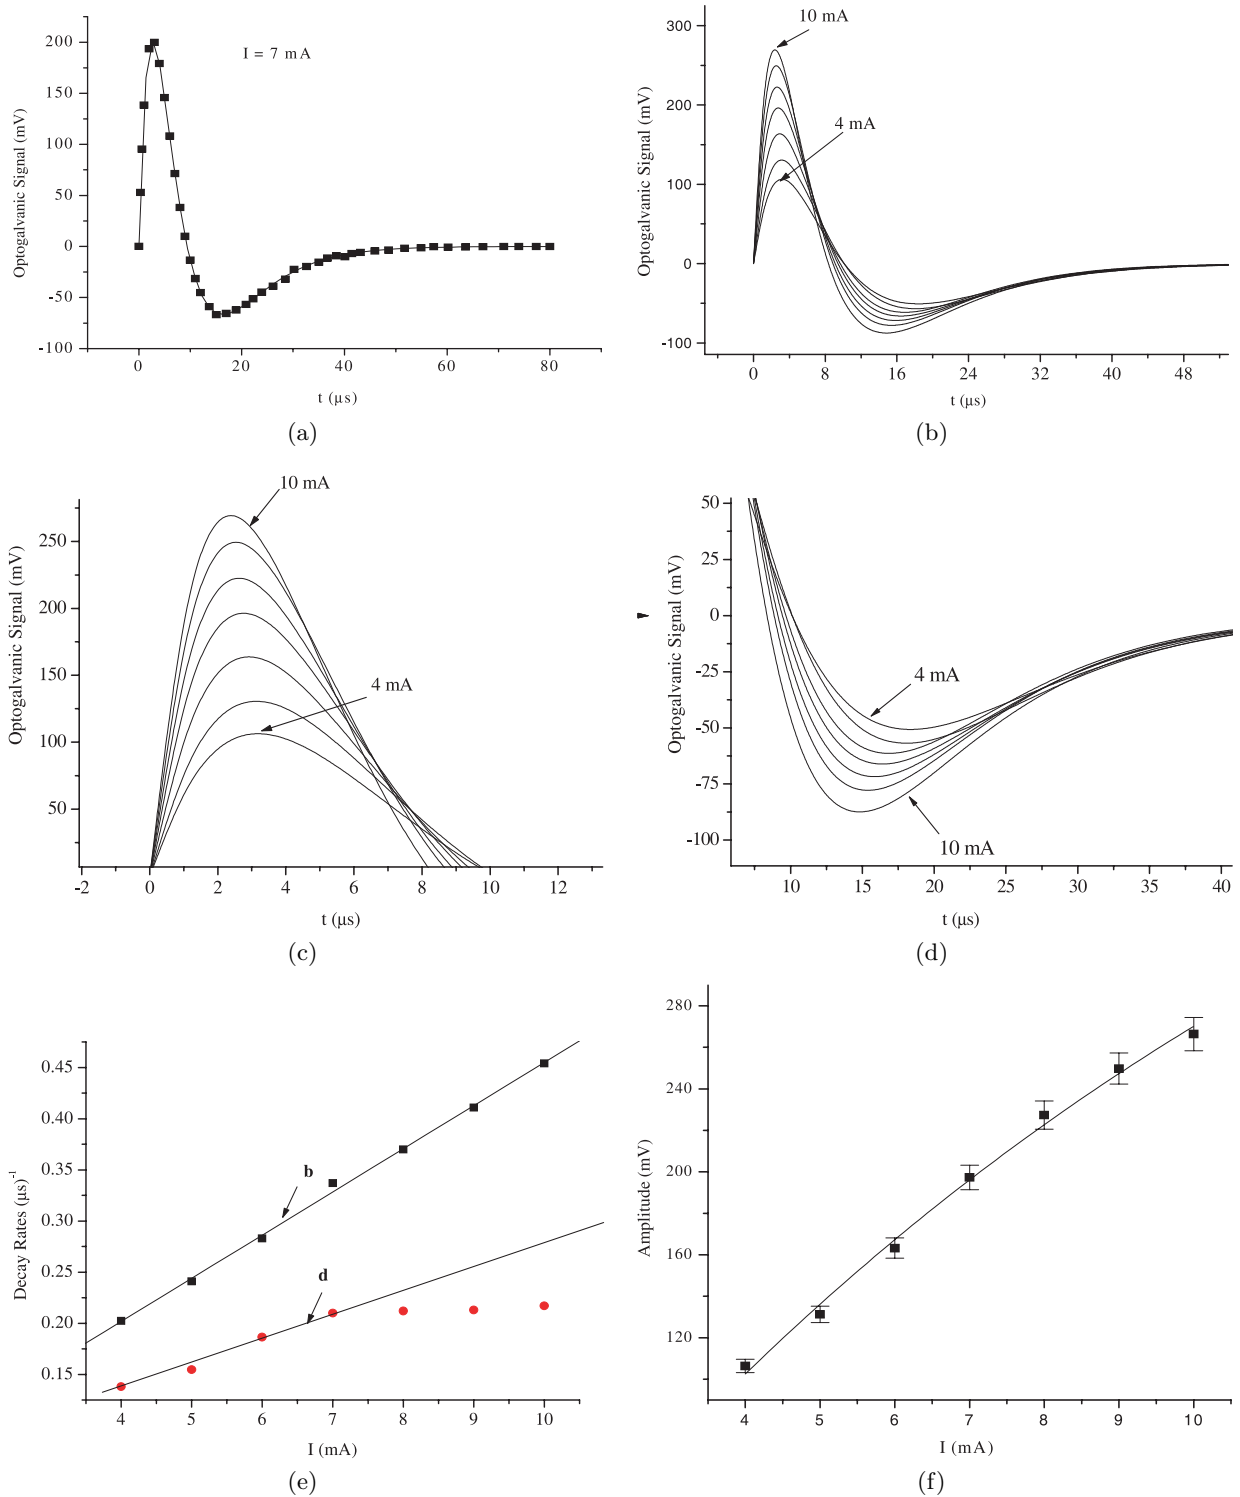 I = 7 mA
Optogalvanic Signal (mV)
200
150
100
50
0
-50
-100
0
20
40
60
80
t (µs)
(a)
10 mA
4 mA
Optogalvanic Signal (mV)
300
200
100
0
-100
0
8
16
24
32
40
48
t (µs)
(b)
10 mA
4 mA
Optogalvanic Signal (mV)
250
200
150
100
50
-2
0
2
4
6
8
10
12
t (µs)
(c)
4 mA
10 mA
Optogalvanic Signal (mV)
50
25
0
-25
-50
-75
-100
10
15
20
25
30
35
40
t (µs)
(d)
b
d
Decay Rates (µs)-1
0.45
0.40
0.35
0.30
0.25
0.20
0.15
4
5
6
7
8
9
10
I (mA)
(e)
Amplitude (mV)
280
240
200
160
120
4
5
6
7
8
9
10
I (mA)
(f)